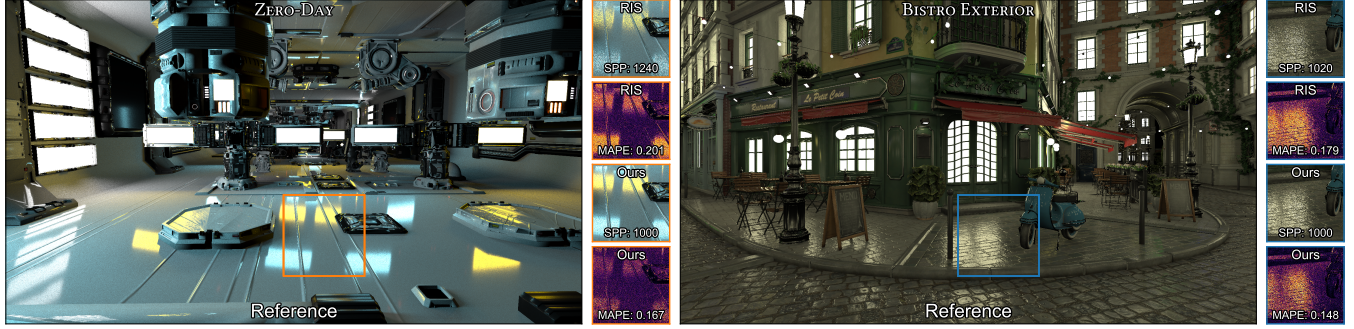 ZERO-DAY
Reference
RIS
SPP: 1240
RIS
MAPE: 0.201
Ours
SPP: 1000
Ours
MAPE: 0.167
BISTRO EXTERIOR
Restaurant
Le Petit Coin
Reference
RIS
SPP: 1020
RIS
MAPE: 0.179
Ours
SPP: 1000
Ours
MAPE: 0.148